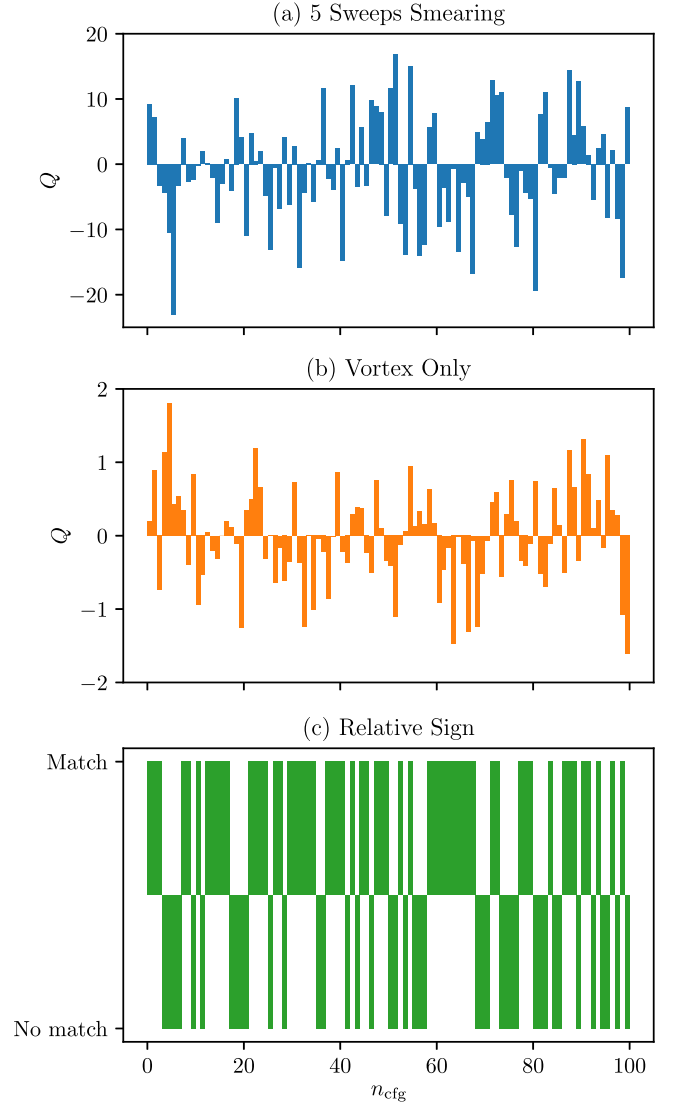 (a) 5 Sweeps Smearing
20
10
0
−10
−20
Q
(b) Vortex Only
2
1
0
−1
−2
Q
(c) Relative Sign
Match
No match
0 20 40 60 80 100
n_cfg